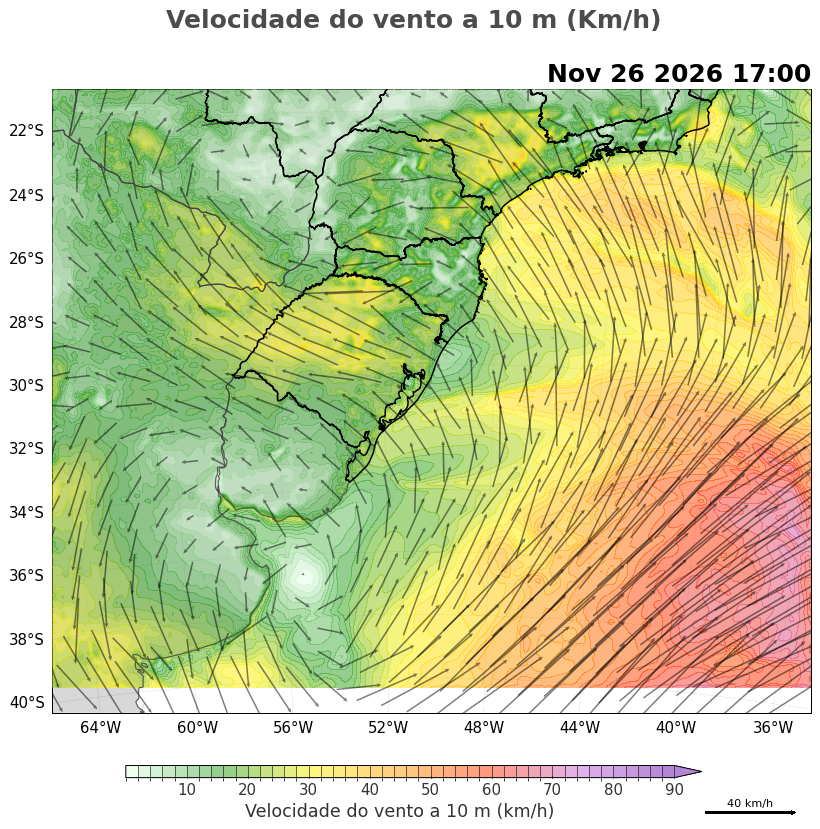 Velocidade do vento a 10 m (Km/h)
Nov 26 2026 17:00
22°S
24°S
26°S
28°S
30°S
32°S
34°S
36°S
38°S
40°S
64°W 60°W 56°W 52°W 48°W 44°W 40°W 36°W
10 20 30 40 50 60 70 80 90
Velocidade do vento a 10 m (km/h)
40 km/h